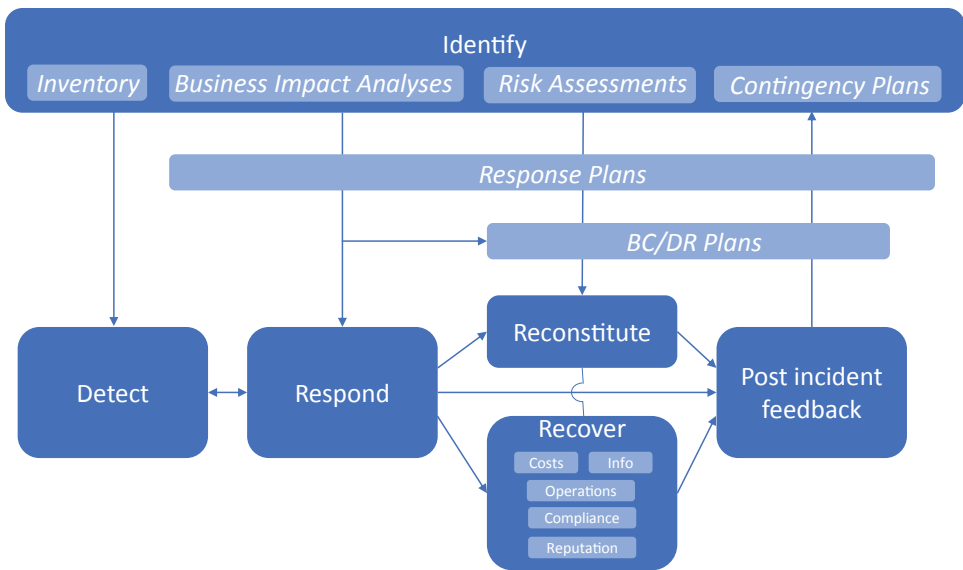 Identify
Inventory
Business Impact Analyses
Risk Assessments
Contingency Plans
Response Plans
BC/DR Plans
Detect
Respond
Reconstitute
Post incident
feedback
Recover
Costs
Info
Operations
Compliance
Reputation